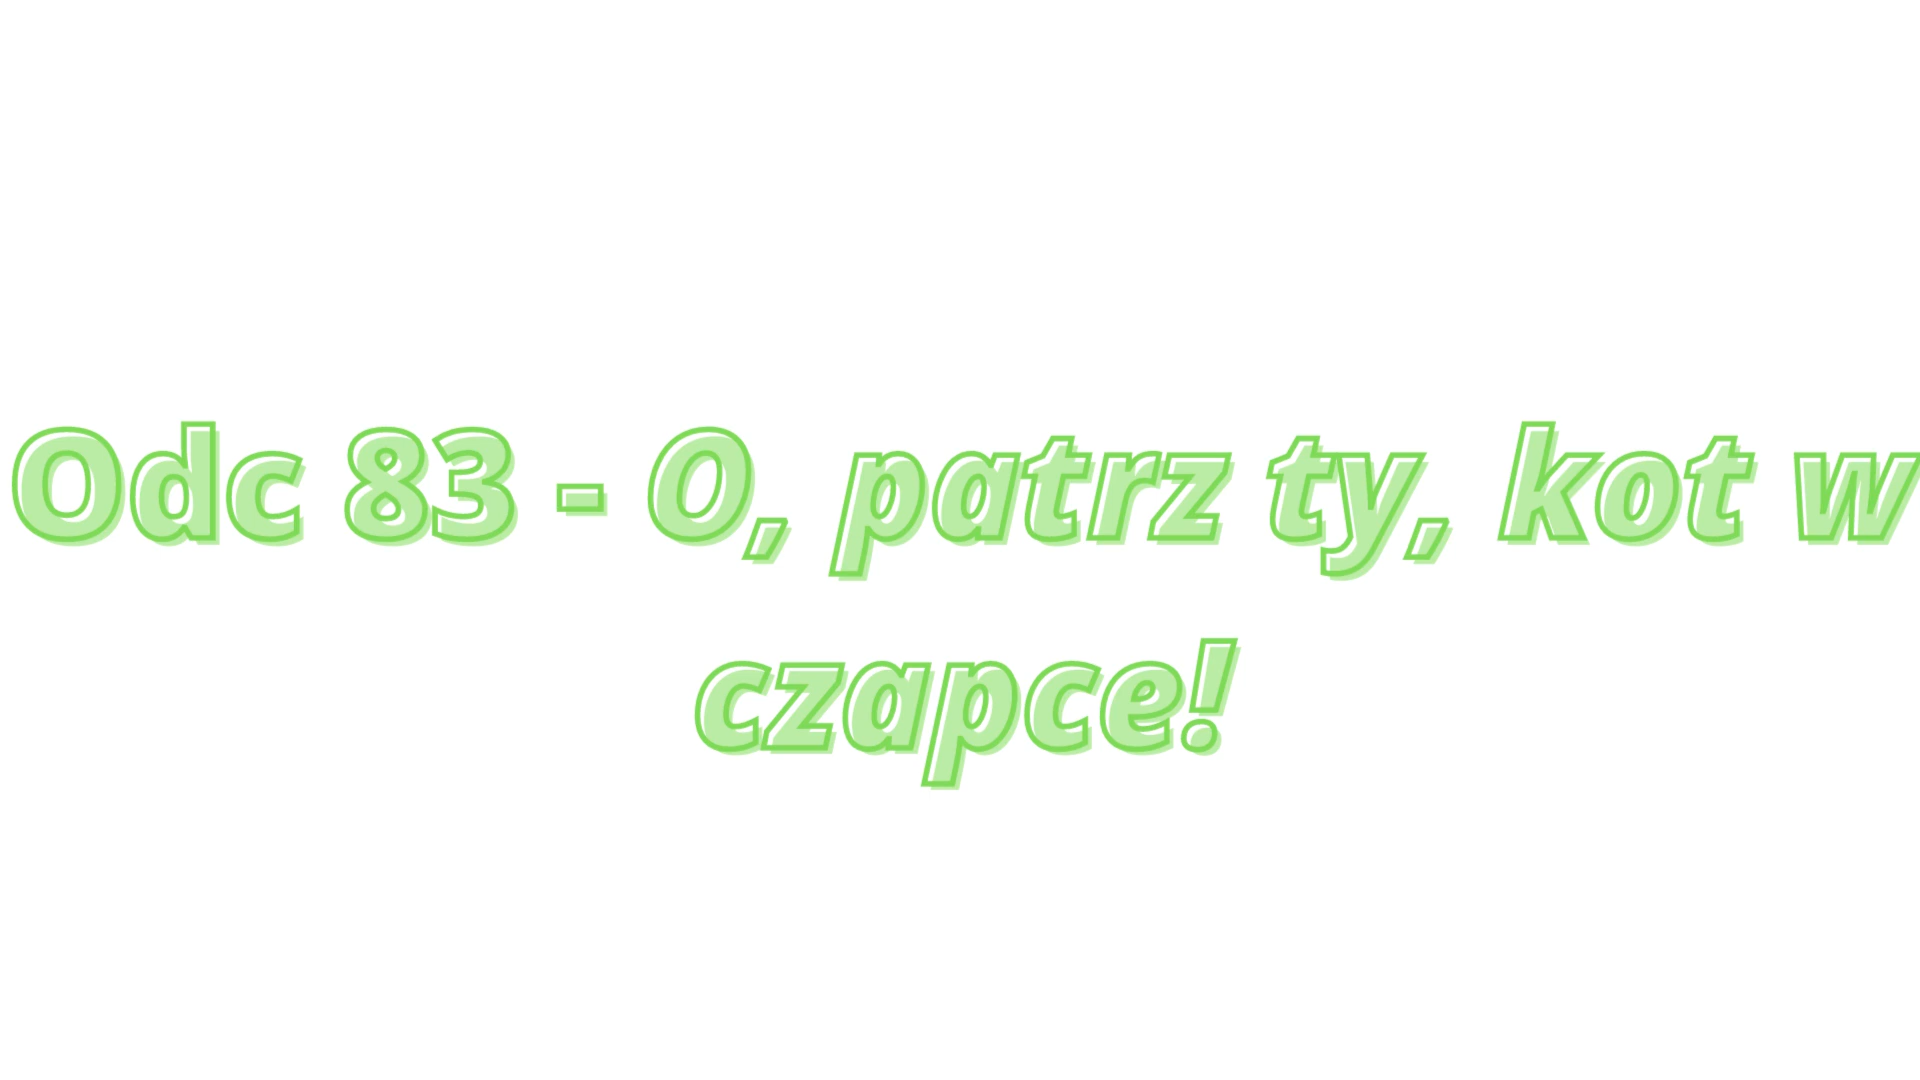 Odc 83 - O, patrz ty, kot w
czapce!